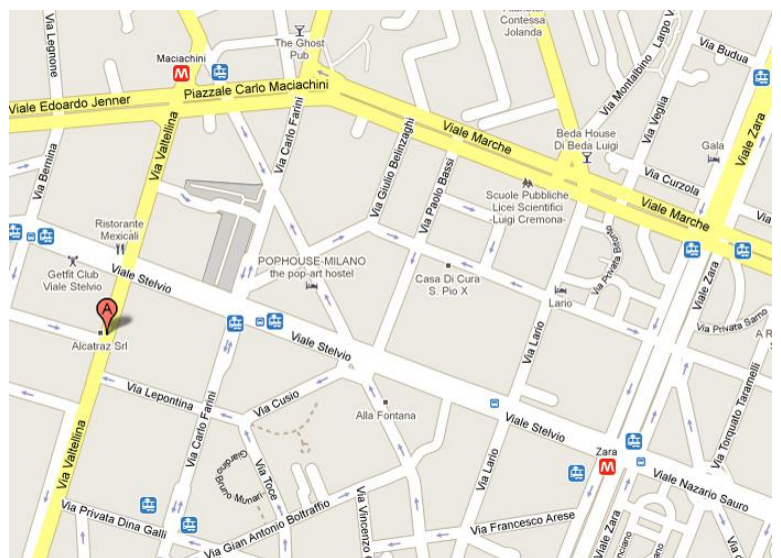 Via Legnone
The Ghost
Pub
Contessa
Jolanda
Largo V
Via Budua
Maciachini
M
Piazzale Carlo Maciachini
Viale Edoardo Jenner
Via Montalbino
Via Veglia
Viale Zara
Via Valtellina
Via Carlo Farini
Viale Marche
Beda House
Di Beda Luigi
Gala
Via Bermina
Via Giulio Belinzaghi
Via Paolo Bassi
Via Curzola
Scuole Pubbliche
Licei Scientifici
-Luigi Cremona-
Viale Marche
Via
Ristorante
Mexicali
Getfit Club
Viale Stelvio
Viale Stelvio
POPHOUSE-MILANO
the pop-art hostel
Casa Di Cura
S. Pio X
Via Privata Bitonto
Lario
Viale Zara
A
Alcatraz Srl
Via Lario
Via Privata Sarno
A R
Viale Stelvio
Via Lepontina
Via Cusio
Alla Fontana
Via Torquato Taramelli
Via Carlo Farini
Viale Stelvio
Via Valtellina
Giardino
Bruno Munari
Via Toce
Via Lario
Zara
M
Viale Nazario Sauro
Via Privata Dina Galli
Via Gian Antonio Boltraffio
Via Vincenzo
Via Francesco Arese
Viale Zara